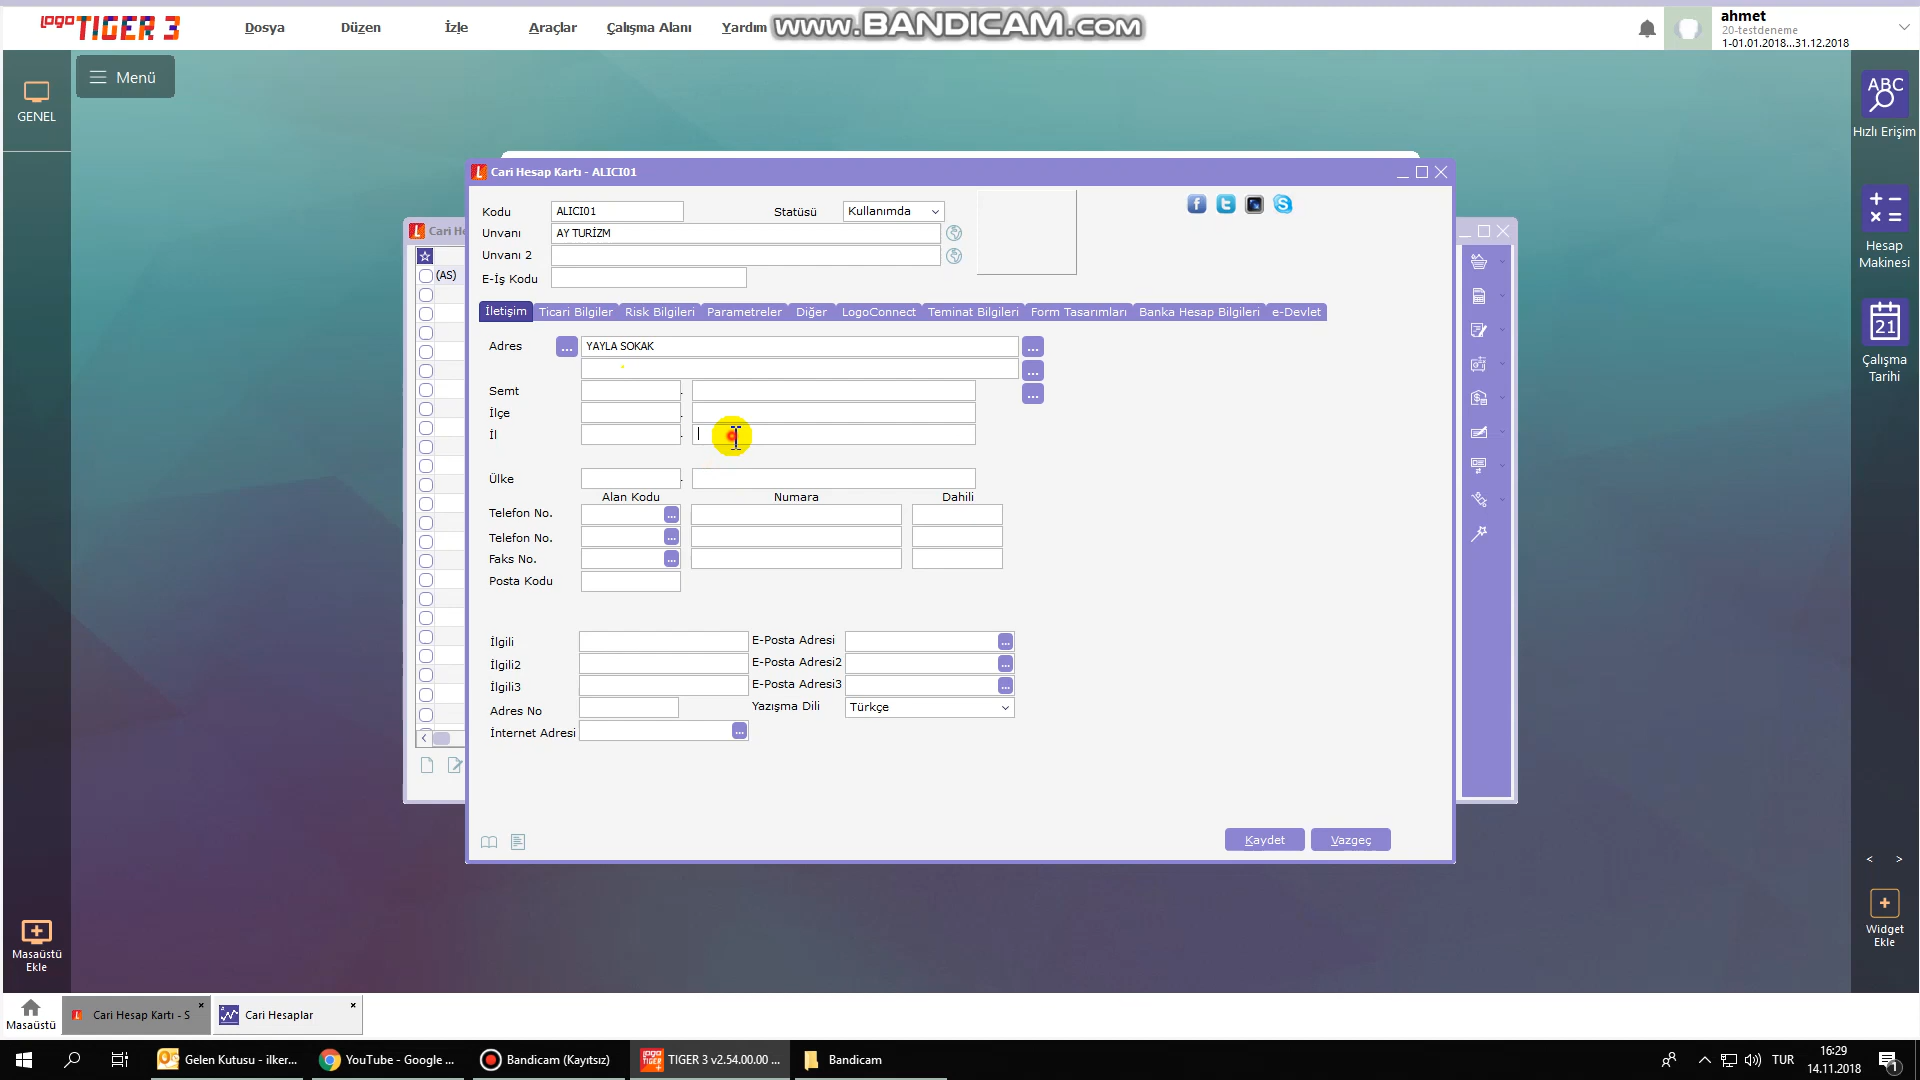 LOGO TIGER 3
Dosya
Düzen
İzle
Araçlar
Çalışma Alanı
Yardım
www.BANDICAM.com
ahmet
20-testdeneme
1-01.01.2018...31.12.2018
Menü
GENEL
ABC
Hızlı Erişim
Hesap
Makinesi
21
Çalışma
Tarihi
Cari He
(AS)
Cari Hesap Kartı - ALICI01
Kodu
ALICI01
Statüsü
Kullanımda
Unvanı
AY TURİZM
Unvanı 2
E-İş Kodu
İletişim
Ticari Bilgiler
Risk Bilgileri
Parametreler
Diğer
LogoConnect
Teminat Bilgileri
Form Tasarımları
Banka Hesap Bilgileri
e-Devlet
Adres
...
YAYLA SOKAK
...
...
Semt
...
İlçe
İl
Ülke
Alan Kodu
Numara
Dahili
Telefon No.
...
Telefon No.
...
Faks No.
...
Posta Kodu
İlgili
E-Posta Adresi
...
İlgili2
E-Posta Adresi2
...
İlgili3
E-Posta Adresi3
...
Adres No
Yazışma Dili
Türkçe
İnternet Adresi
...
Kaydet
Vazgeç
Masaüstü
Ekle
< >
Widget
Ekle
Masaüstü
Cari Hesap Kartı - S
Cari Hesaplar
Gelen Kutusu - ilker...
YouTube - Google ...
Bandicam (Kayıtsız)
TIGER 3 v2.54.00.00 ...
Bandicam
TUR
16:29
14.11.2018
1